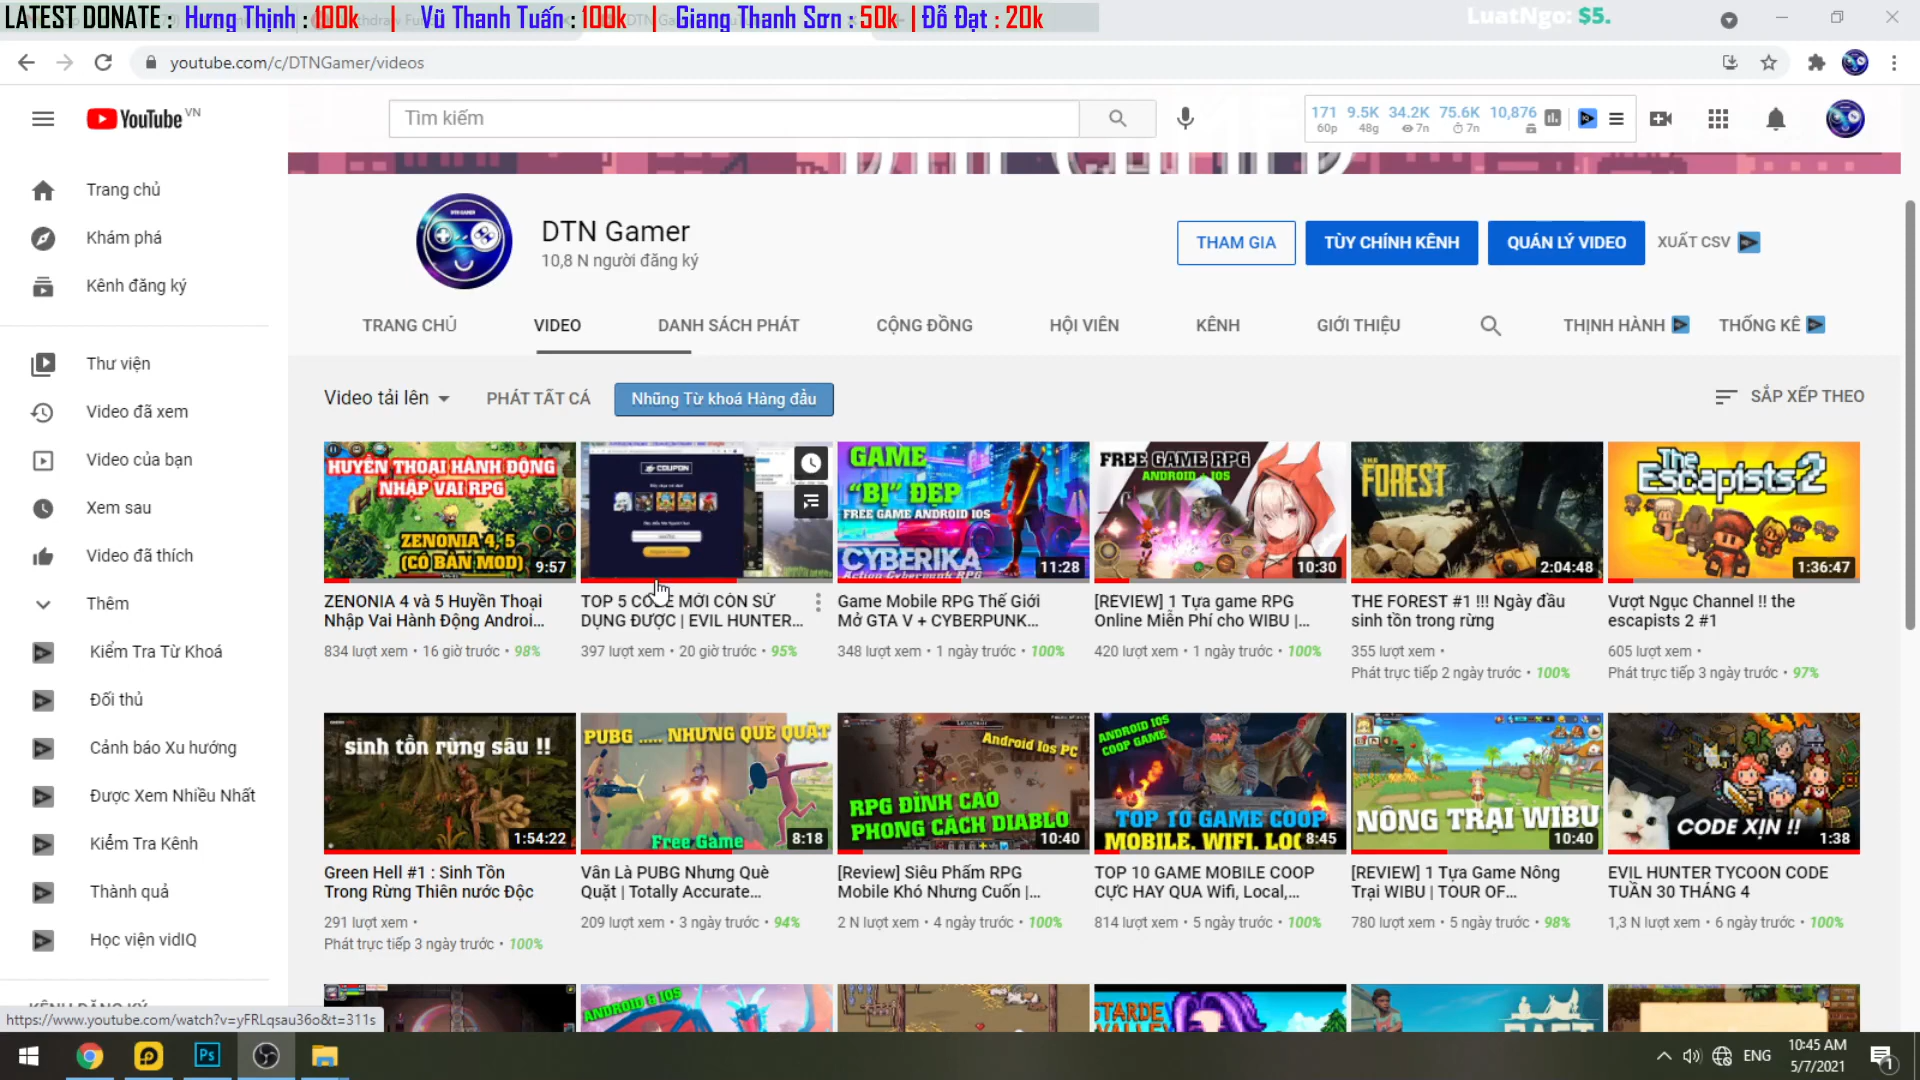 LATEST DONATE : Hưng Thịnh : 100k | Vũ Thanh Tuấn : 100k | Giang Thanh Sơn : 50k | Đỗ Đạt : 20k
LuatNgo: $5.
youtube.com/c/DTNGamer/videos
YouTube VN
Tìm kiếm
171 9.5K 34.2K 75.6K 10,876
60p 48g 7n 7n
Trang chủ
Khám phá
Kênh đăng ký
Thư viện
Video đã xem
Video của bạn
Xem sau
Video đã thích
Thêm
Kiểm Tra Từ Khoá
Đối thủ
Cảnh báo Xu hướng
Được Xem Nhiều Nhất
Kiểm Tra Kênh
Thành quả
Học viện vidIQ
DTN Gamer
10,8 N người đăng ký
THAM GIA
TÙY CHỈNH KÊNH
QUẢN LÝ VIDEO
XUẤT CSV
TRANG CHỦ
VIDEO
DANH SÁCH PHÁT
CỘNG ĐỒNG
HỘI VIÊN
KÊNH
GIỚI THIỆU
THỊNH HÀNH
THỐNG KÊ
Video tải lên
PHÁT TẤT CẢ
Những Từ khoá Hàng đầu
SẮP XẾP THEO
HUYỀN THOẠI HÀNH ĐỘNG
NHẬP VAI RPG
ZENONIA 4, 5
(CÓ BẢN MOD)
9:57
ZENONIA 4 và 5 Huyền Thoại
Nhập Vai Hành Động Androi...
834 lượt xem • 16 giờ trước • 98%
COUPON
TOP 5 CODE MỚI CÒN SỬ
DỤNG ĐƯỢC | EVIL HUNTER...
397 lượt xem • 20 giờ trước • 95%
GAME
"BỊ" ĐẸP
FREE GAME ANDROID IOS
CYBERIKA
Action Cyberpunk RPG
11:28
Game Mobile RPG Thế Giới
Mở GTA V + CYBERPUNK...
348 lượt xem • 1 ngày trước • 100%
FREE GAME RPG
ANDROID + IOS
10:30
[REVIEW] 1 Tựa game RPG
Online Miễn Phí cho WIBU |...
420 lượt xem • 1 ngày trước • 100%
THE
FOREST
2:04:48
THE FOREST #1 !!! Ngày đầu
sinh tồn trong rừng
355 lượt xem •
Phát trực tiếp 2 ngày trước • 100%
The
Escapists 2
1:36:47
Vượt Ngục Channel !! the
escapists 2 #1
605 lượt xem •
Phát trực tiếp 3 ngày trước • 97%
sinh tồn rừng sâu !!
1:54:22
Green Hell #1 : Sinh Tồn
Trong Rừng Thiên nước Độc
291 lượt xem •
Phát trực tiếp 3 ngày trước • 100%
PUBG ..... NHƯNG QUÈ QUẶT
Free Game
8:18
Vẫn Là PUBG Nhưng Què
Quặt | Totally Accurate...
209 lượt xem • 3 ngày trước • 94%
Android Ios PC
RPG ĐỈNH CAO
PHONG CÁCH DIABLO
10:40
[Review] Siêu Phẩm RPG
Mobile Khó Nhưng Cuốn |...
2 N lượt xem • 4 ngày trước • 100%
ANDROID IOS
COOP GAME
TOP 10 GAME COOP
MOBILE, WIFI, LOC
8:45
TOP 10 GAME MOBILE COOP
CỰC HAY QUA Wifi, Local,...
814 lượt xem • 5 ngày trước • 100%
NÔNG TRẠI WIBU
10:40
[REVIEW] 1 Tựa Game Nông
Trại WIBU | TOUR OF...
780 lượt xem • 5 ngày trước • 98%
CODE XỊN !!
1:38
EVIL HUNTER TYCOON CODE
TUẦN 30 THÁNG 4
1,3 N lượt xem • 6 ngày trước • 100%
ANDROID & IOS
STARDEW
VALLEY
https://www.youtube.com/watch?v=yFRLqsau36o&t=311s
Ps
ENG
10:45 AM
5/7/2021
1